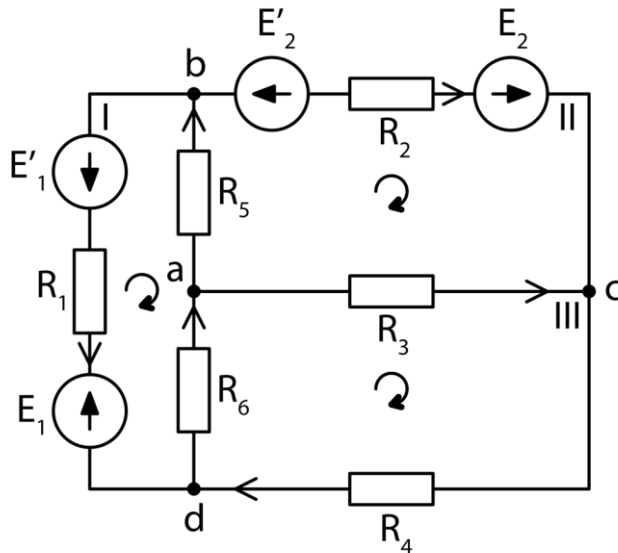 E'₂
E₂
b
I
II
R₂
E'₁
R₅
R₁
a
c
R₃
III
E₁
R₆
d
R₄